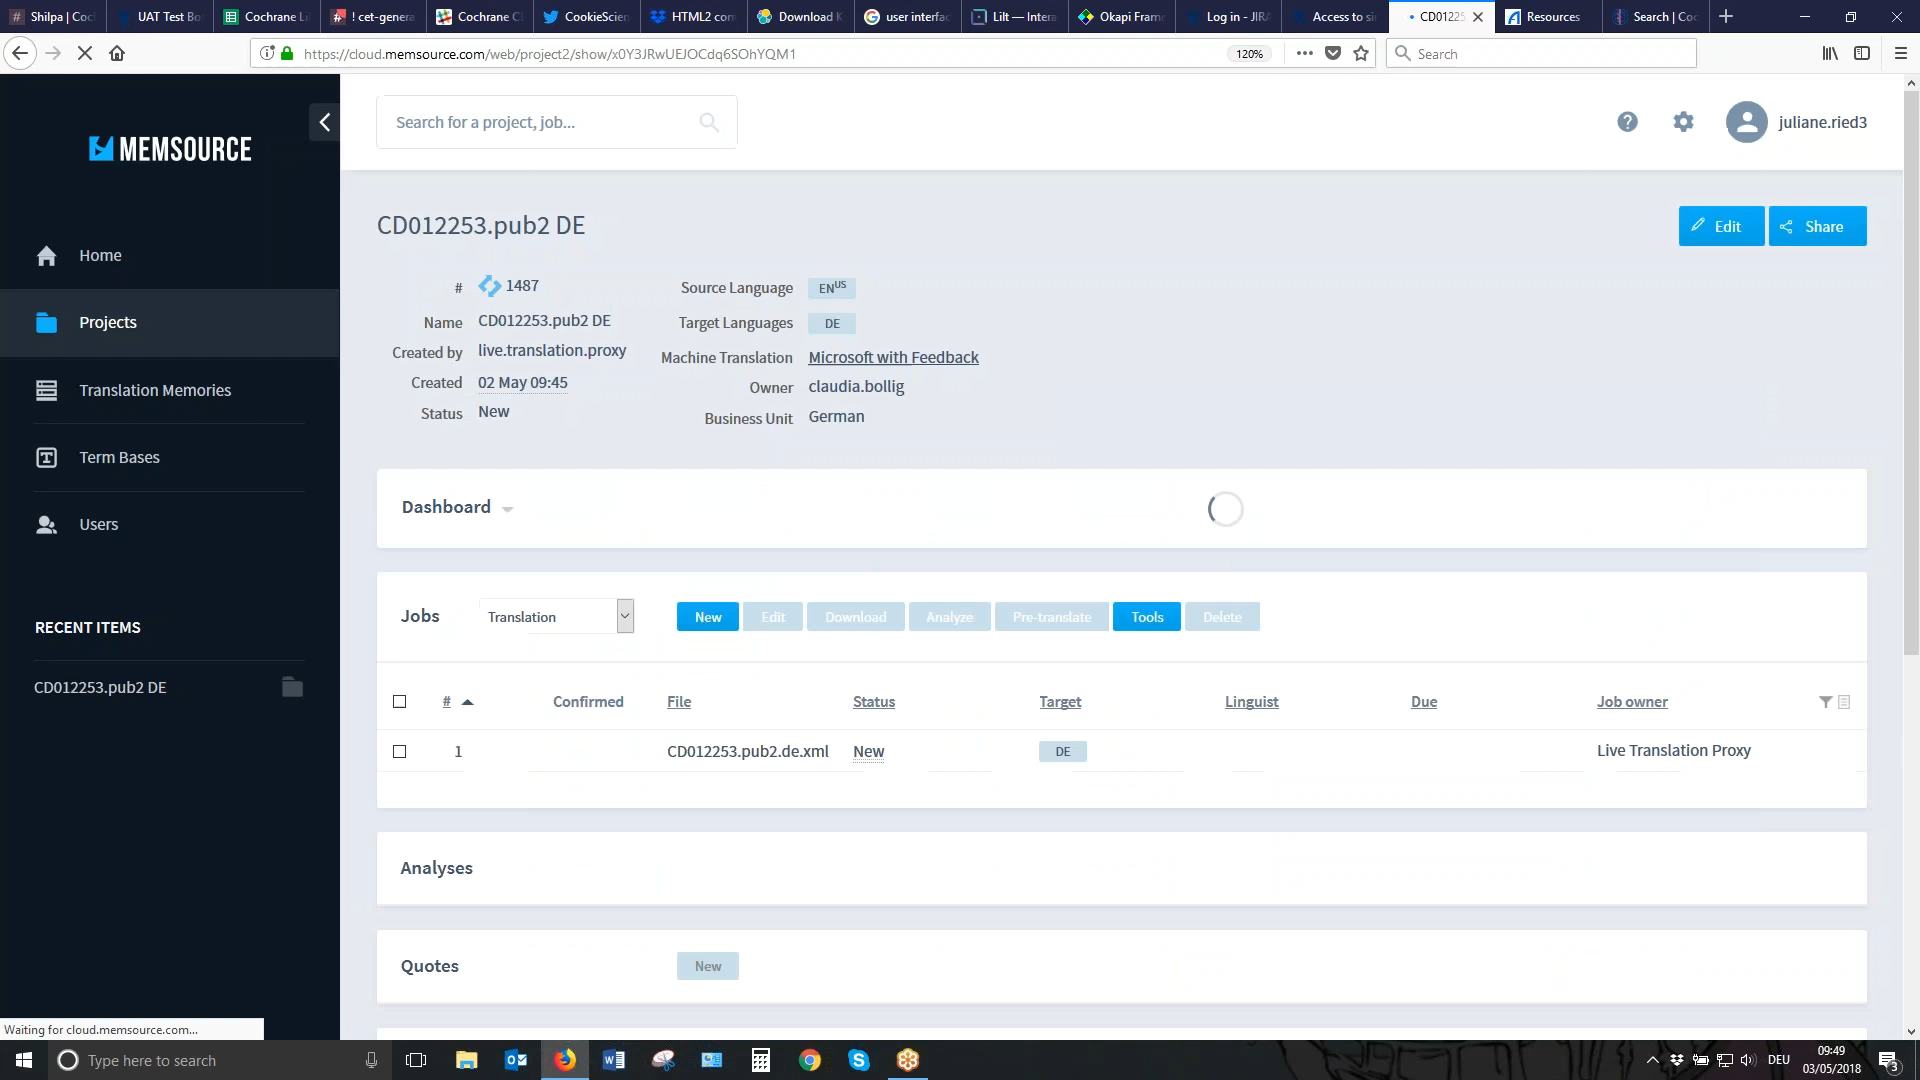 Shilpa | Coc
UAT Test Bo
Cochrane Li
! cet-genera
Cochrane C
CookieScien
HTML2 con
Download K
user interfac
Lilt — Intera
Okapi Frame
Log in - JIRA
Access to si
CD01225
Resources
Search | Coc
https://cloud.memsource.com/web/project2/show/x0Y3JRwUEJOCdq6SOhYQM1
120%
Search
MEMSOURCE
Search for a project, job...
juliane.ried3
Home
Projects
Translation Memories
Term Bases
Users
RECENT ITEMS
CD012253.pub2 DE
CD012253.pub2 DE
Edit
Share
# 1487
Name CD012253.pub2 DE
Created by live.translation.proxy
Created 02 May 09:45
Status New
Source Language EN US
Target Languages DE
Machine Translation Microsoft with Feedback
Owner claudia.bollig
Business Unit German
Dashboard
Jobs Translation New Edit Download Analyze Pre-translate Tools Delete
# Confirmed File Status Target Linguist Due Job owner
1 CD012253.pub2.de.xml New DE Live Translation Proxy
Analyses
Quotes New
Waiting for cloud.memsource.com...
Type here to search
DEU
09:49
03/05/2018
3